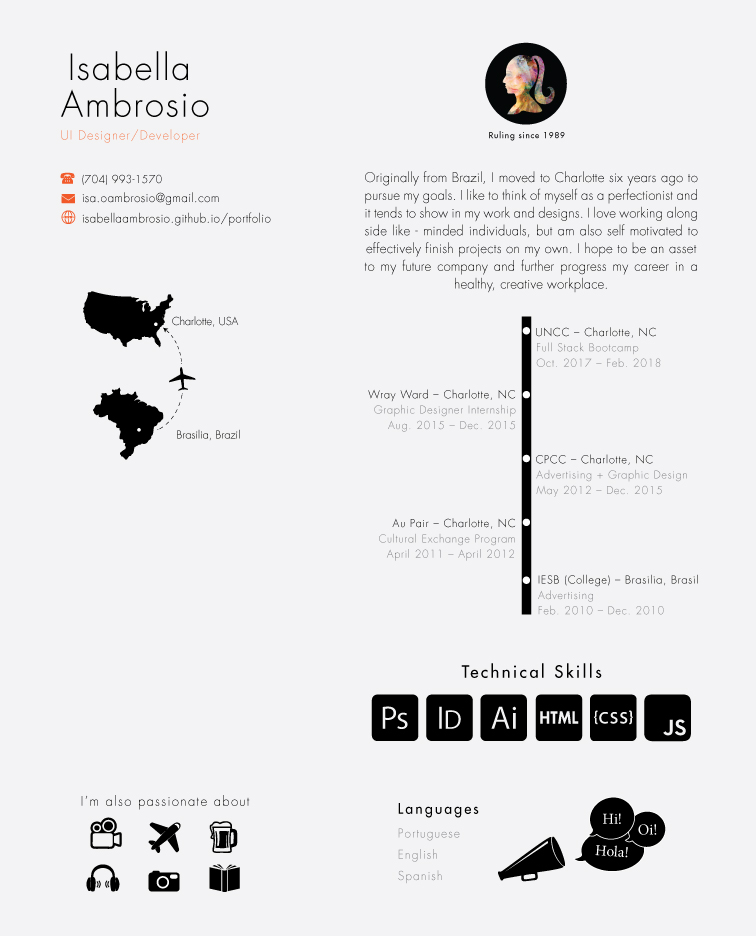 Isabella
Ambrosio
UI Designer/Developer
(704) 993-1570
isa.oambrosio@gmail.com
isabellaambrosio.github.io/portfolio
Charlotte, USA
Brasilia, Brazil
Ruling since 1989
Originally from Brazil, I moved to Charlotte six years ago to
pursue my goals. I like to think of myself as a perfectionist and
it tends to show in my work and designs. I love working along
side like - minded individuals, but am also self motivated to
effectively finish projects on my own. I hope to be an asset
to my future company and further progress my career in a
healthy, creative workplace.
UNCC – Charlotte, NC
Full Stack Bootcamp
Oct. 2017 – Feb. 2018
Wray Ward – Charlotte, NC
Graphic Designer Internship
Aug. 2015 – Dec. 2015
CPCC – Charlotte, NC
Advertising + Graphic Design
May 2012 – Dec. 2015
Au Pair – Charlotte, NC
Cultural Exchange Program
April 2011 – April 2012
IESB (College) – Brasilia, Brasil
Advertising
Feb. 2010 – Dec. 2010
Technical Skills
Ps ID Ai HTML {CSS} JS
I'm also passionate about
Languages
Portuguese
English
Spanish
Hi!
Oi!
Hola!